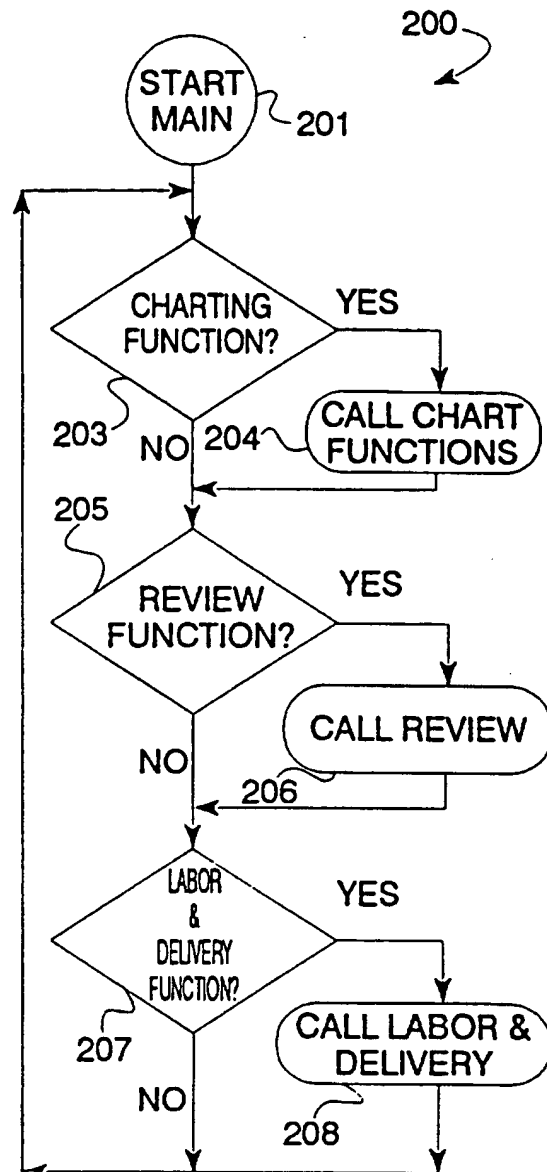 200
START
MAIN
201
CHARTING
FUNCTION?
YES
203
NO
204
CALL CHART
FUNCTIONS
205
REVIEW
FUNCTION?
YES
CALL REVIEW
NO
206
LABOR
&
DELIVERY
FUNCTION?
YES
207
CALL LABOR &
DELIVERY
NO
208